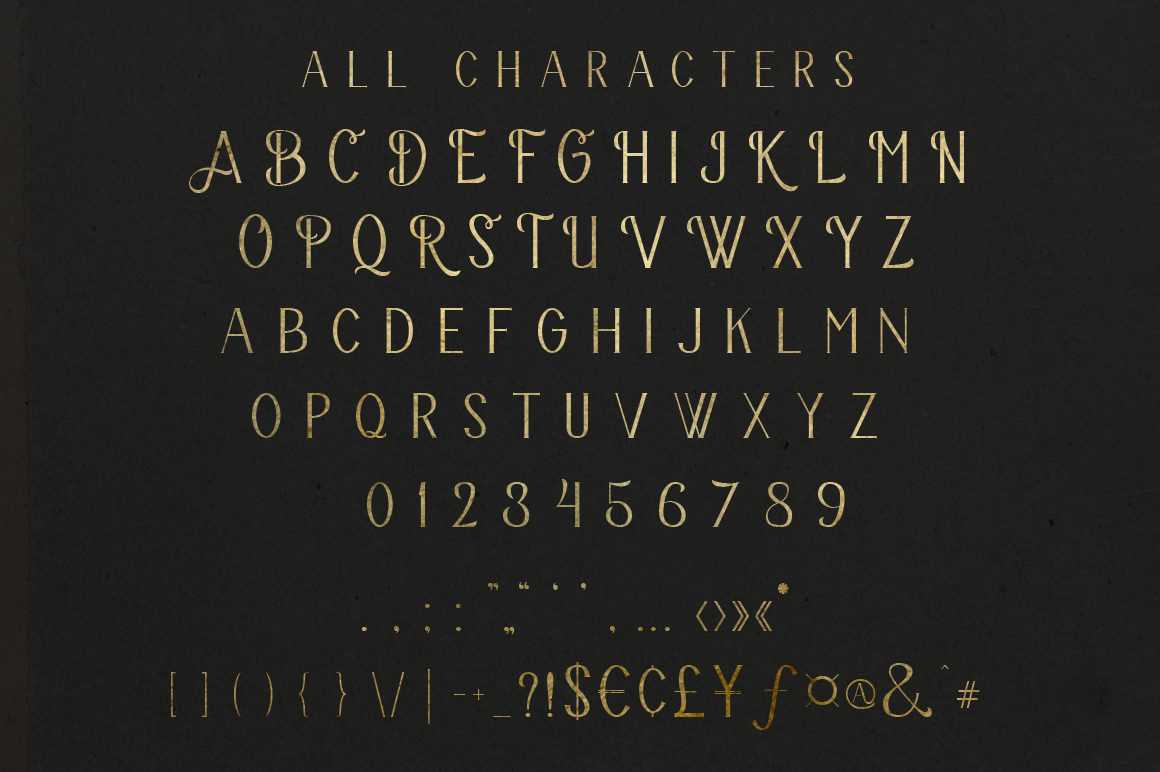 ALL CHARACTERS
A B C D E F G H I J K L M N
O P Q R S T U V W X Y Z
A B C D E F G H I J K L M N
O P Q R S T U V W X Y Z
0 1 2 3 4 5 6 7 8 9
. , ; : ” “ „ ‘ ’ , … ‹ › » « *
[ ] ( ) { } \ / | - + _ ? ! $ € ¢ £ ¥ ƒ ¤ @ & ^ #